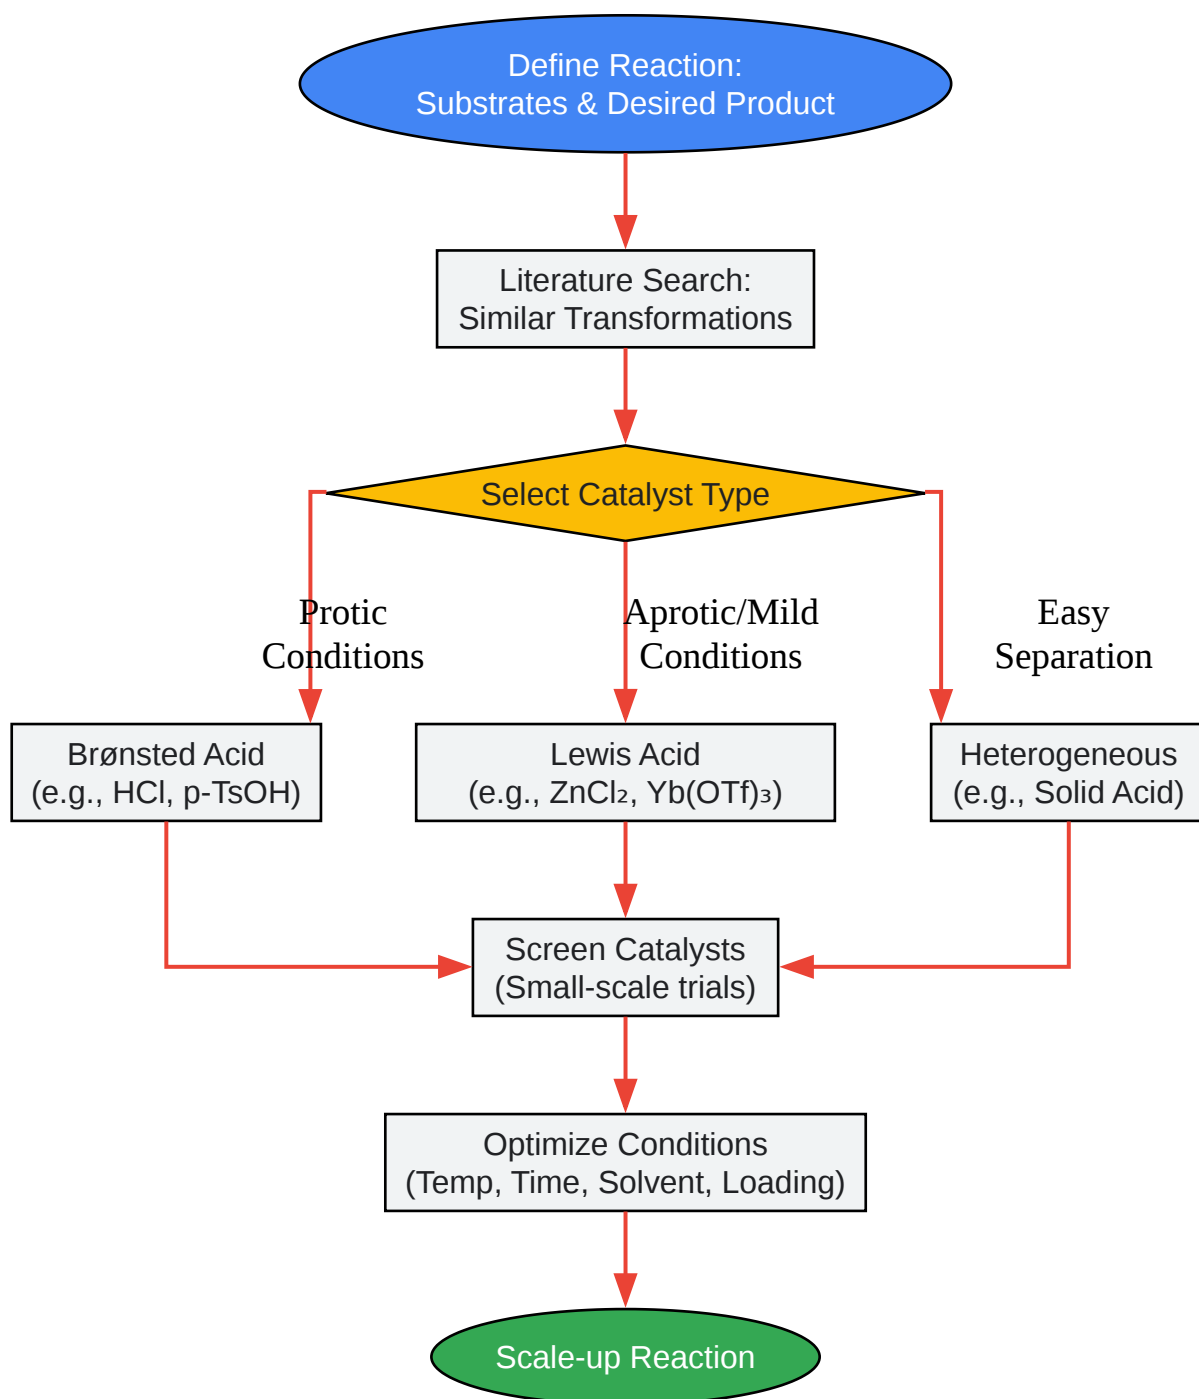 Define Reaction:
Substrates & Desired Product
Literature Search:
Similar Transformations
Select Catalyst Type
Protic
Conditions
Aprotic/Mild
Conditions
Easy
Separation
Brønsted Acid
(e.g., HCl, p-TsOH)
Lewis Acid
(e.g., ZnCl₂, Yb(OTf)₃)
Heterogeneous
(e.g., Solid Acid)
Screen Catalysts
(Small-scale trials)
Optimize Conditions
(Temp, Time, Solvent, Loading)
Scale-up Reaction